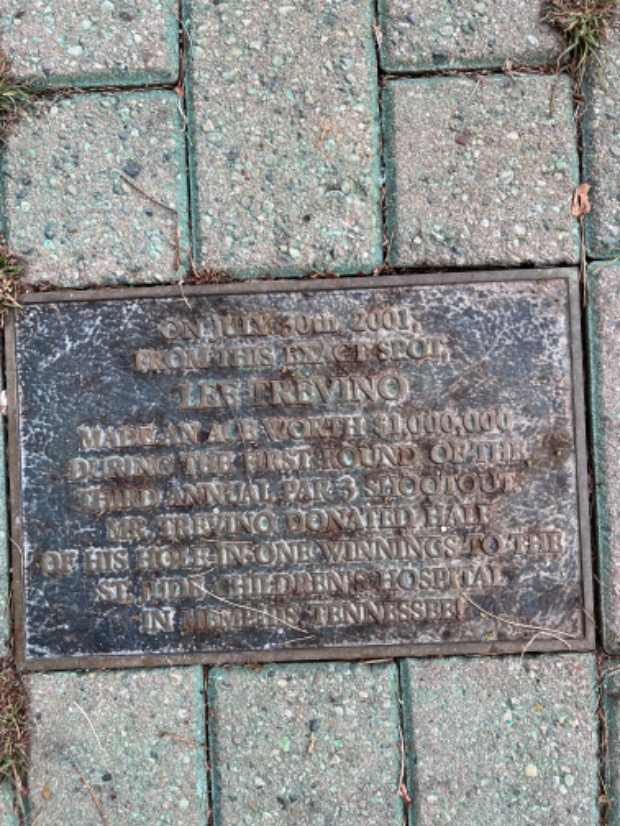 ON JULY 30th, 2001,
FROM THIS EXACT SPOT,
LEE TREVINO
MADE AN ACE WORTH $1,000,000
DURING THE FIRST ROUND OF THE
THIRD ANNUAL PAR-3 SHOOTOUT
MR. TREVINO DONATED HALF
OF HIS HOLE-IN-ONE WINNINGS TO THE
ST. JUDE CHILDREN'S HOSPITAL
IN MEMPHIS, TENNESSEE